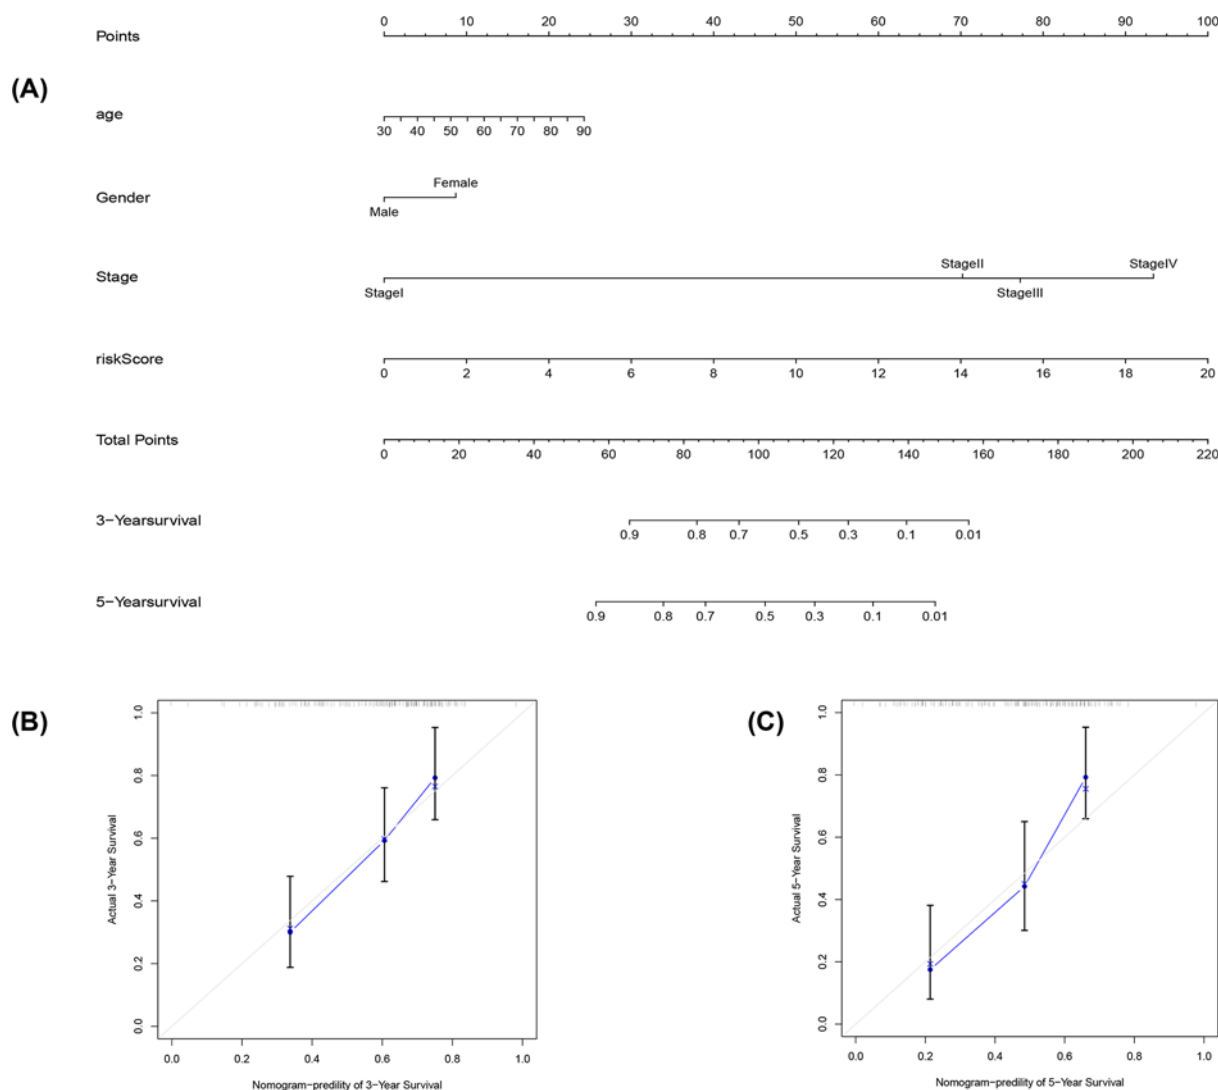 Points
0 10 20 30 40 50 60 70 80 90 100
(A)
age
30 40 50 60 70 80 90
Gender
Female
Male
Stage
StageII StageIV
StageI StageIII
riskScore
0 2 4 6 8 10 12 14 16 18 20
Total Points
0 20 40 60 80 100 120 140 160 180 200 220
3-Yearsurvival
0.9 0.8 0.7 0.5 0.3 0.1 0.01
5-Yearsurvival
0.9 0.8 0.7 0.5 0.3 0.1 0.01
(B)
Actual 3-Year Survival
1.0
0.8
0.6
0.4
0.2
0.0
0.0 0.2 0.4 0.6 0.8 1.0
Nomogram-predility of 3-Year Survival
(C)
Actual 5-Year Survival
1.0
0.8
0.6
0.4
0.2
0.0
0.0 0.2 0.4 0.6 0.8 1.0
Nomogram-predility of 5-Year Survival